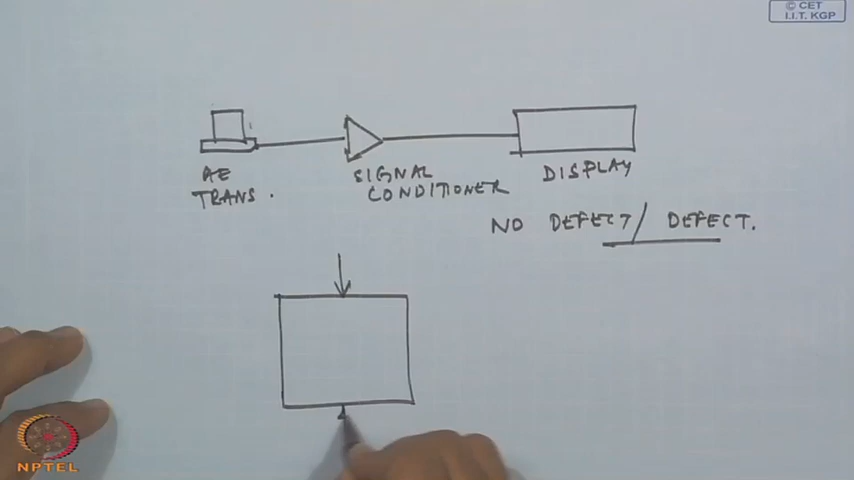 © CET
I.I.T. KGP
AE
TRANS.
SIGNAL
CONDITIONER
DISPLAY
NO DEFECT / DEFECT.
NPTEL